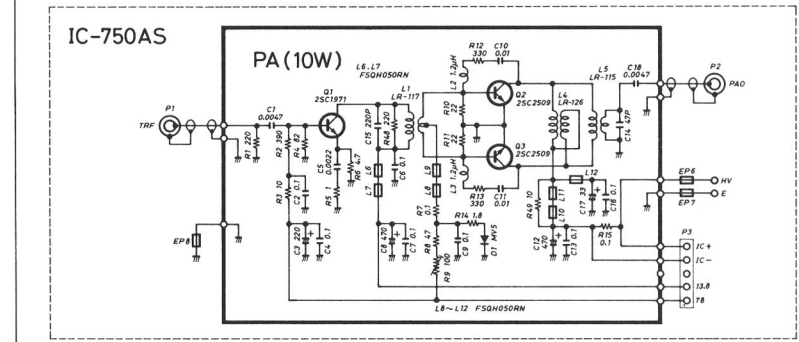 IC-750AS
PA (10W)
L6.L7
FSQH050RN
Q1
2SC1971
P1
TRF
C1
0.0047
R1 220
R2 390
R4 82
R3 10
C2 0.1
C3 220
+
C4 0.1
C5 0.0022
R5 1
R6 4.7
C15 220P
R48 220
L1
LR-117
L6
L7
C6 0.1
C8 470
+
C7 0.1
R12
330
C10
0.01
L2 1.2μH
R10 22
R11 22
L3 1.2μH
R13
330
C11
0.01
Q2
2SC2509
Q3
2SC2509
L9
L8
R7 0.1
R14 1.8
R8 47
C9 0.1
D1 MV5
R9 100
L4
LR-126
L5
LR-115
C18
0.0047
C14 47P
P2
PAO
L12
L11
L10
R49 10
C17 33
+
C16 0.1
C12 470
+
C13 0.1
R15
0.1
EP6
HV
EP7
E
EP8
P3
IC+
IC-
13.8
T8
L8~L12 FSQH050RN